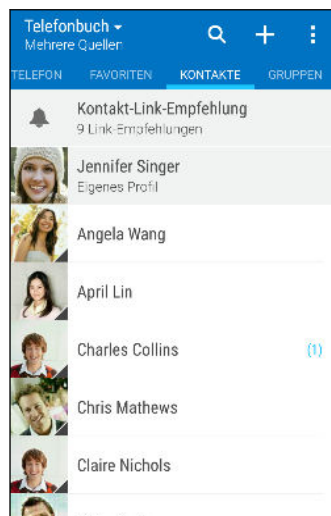 Telefonbuch
Mehrere Quellen
TELEFON FAVORITEN KONTAKTE GRUPPEN
Kontakt-Link-Empfehlung
9 Link-Empfehlungen
Jennifer Singer
Eigenes Profil
Angela Wang
April Lin
Charles Collins (1)
Chris Mathews
Claire Nichols